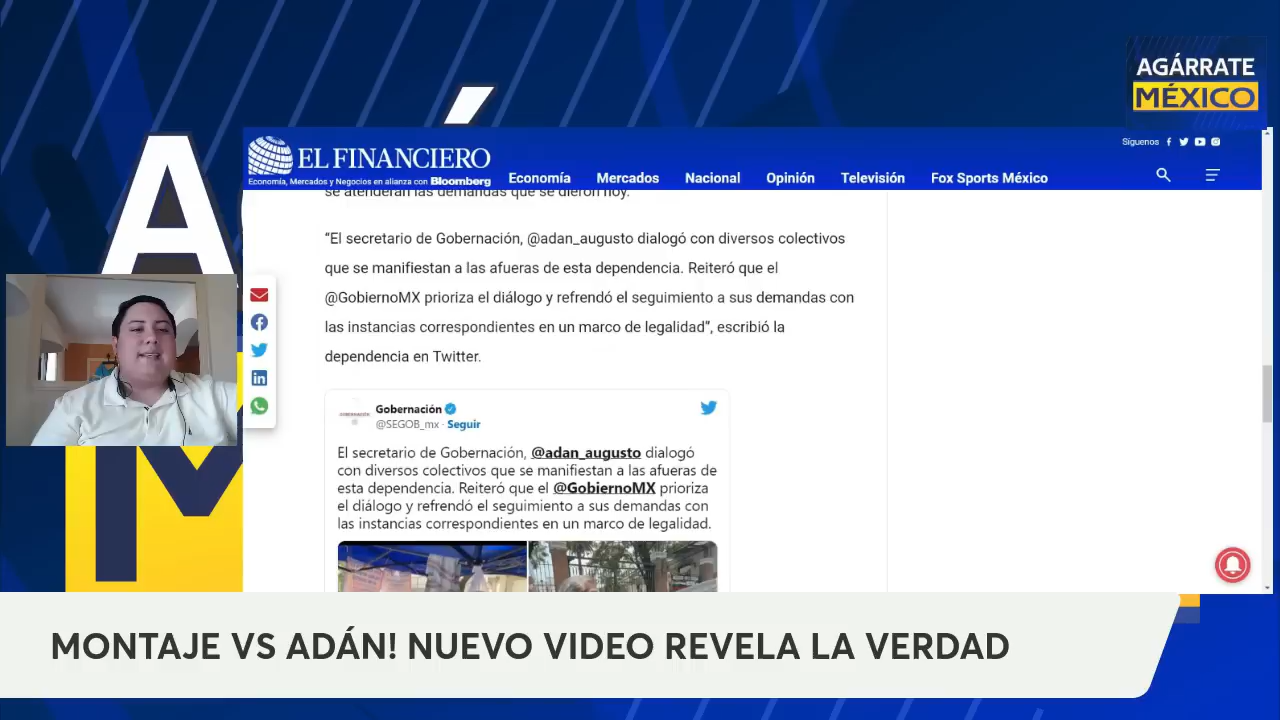 AGÁRRATE
MÉXICO
EL FINANCIERO
Economía, Mercados y Negocios en alianza con Bloomberg
Economía
Mercados
Nacional
Opinión
Televisión
Fox Sports México
Síguenos
se atenderán las demandas que se dieron hoy.
“El secretario de Gobernación, @adan_augusto dialogó con diversos colectivos
que se manifiestan a las afueras de esta dependencia. Reiteró que el
@GobiernoMX prioriza el diálogo y refrendó el seguimiento a sus demandas con
las instancias correspondientes en un marco de legalidad”, escribió la
dependencia en Twitter.
GOBERNACIÓN
Gobernación
@SEGOB_mx · Seguir
El secretario de Gobernación, @adan_augusto dialogó
con diversos colectivos que se manifiestan a las afueras de
esta dependencia. Reiteró que el @GobiernoMX prioriza
el diálogo y refrendó el seguimiento a sus demandas con
las instancias correspondientes en un marco de legalidad.
MONTAJE VS ADÁN! NUEVO VIDEO REVELA LA VERDAD